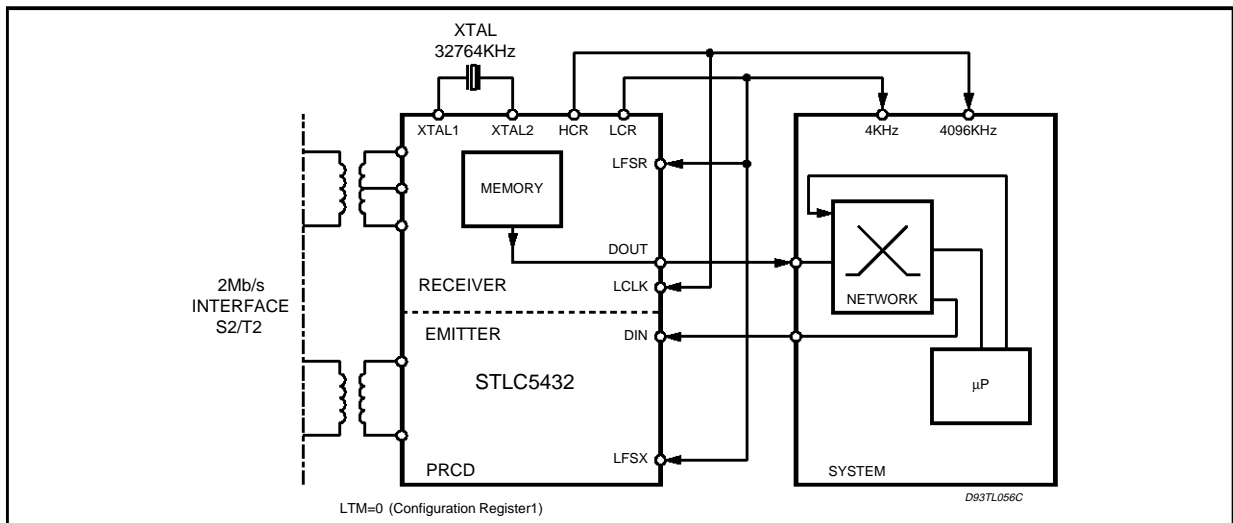 XTAL
32764KHz
XTAL1
XTAL2
HCR
LCR
4KHz
4096KHz
LFSR
MEMORY
DOUT
RECEIVER
LCLK
NETWORK
2Mb/s
INTERFACE
S2/T2
EMITTER
DIN
STLC5432
µP
LFSX
PRCD
SYSTEM
D93TL056C
LTM=0 (Configuration Register1)